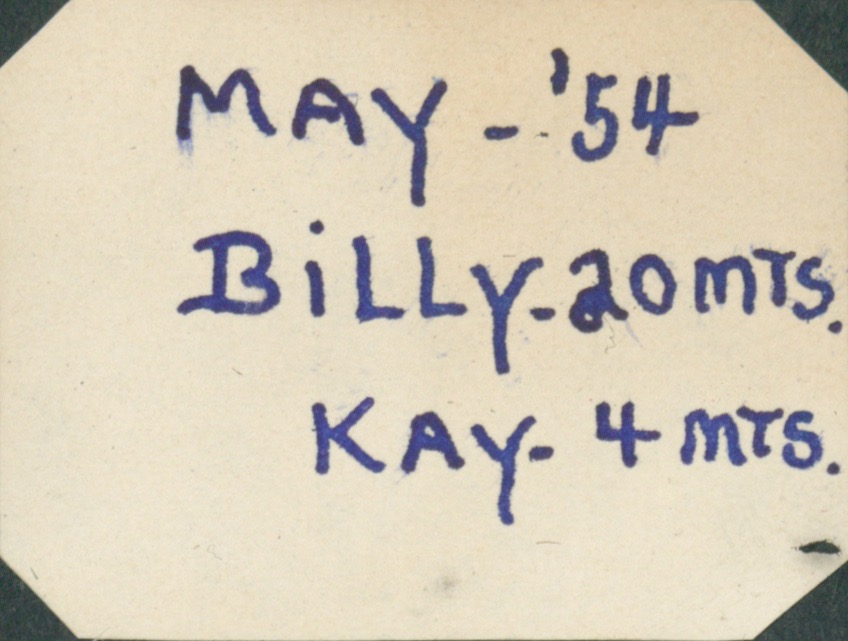 MAY - '54
BiLLy - 20 MTS.
KAy - 4 MTS.